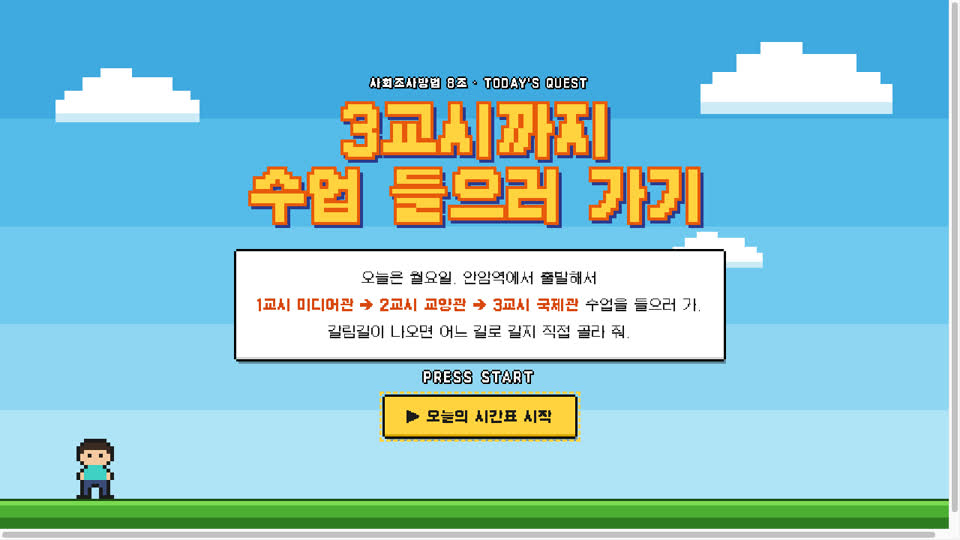 사회조사방법 8조 · TODAY'S QUEST
3교시까지
수업 들으러 가기
오늘은 월요일. 안암역에서 출발해서
1교시 미디어관 → 2교시 교양관 → 3교시 국제관 수업을 들으러 가.
갈림길이 나오면 어느 길로 갈지 직접 골라 줘.
PRESS START
▶ 오늘의 시간표 시작